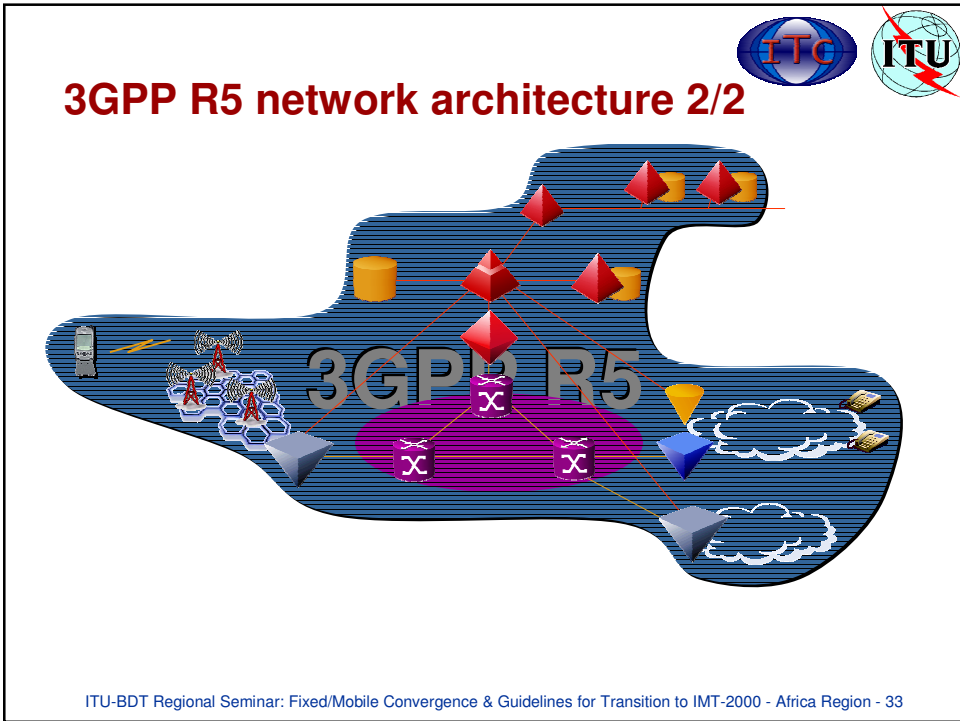 ITC
ITU
3GPP R5 network architecture 2/2
3GPP R5
ITU-BDT Regional Seminar: Fixed/Mobile Convergence & Guidelines for Transition to IMT-2000 - Africa Region - 33